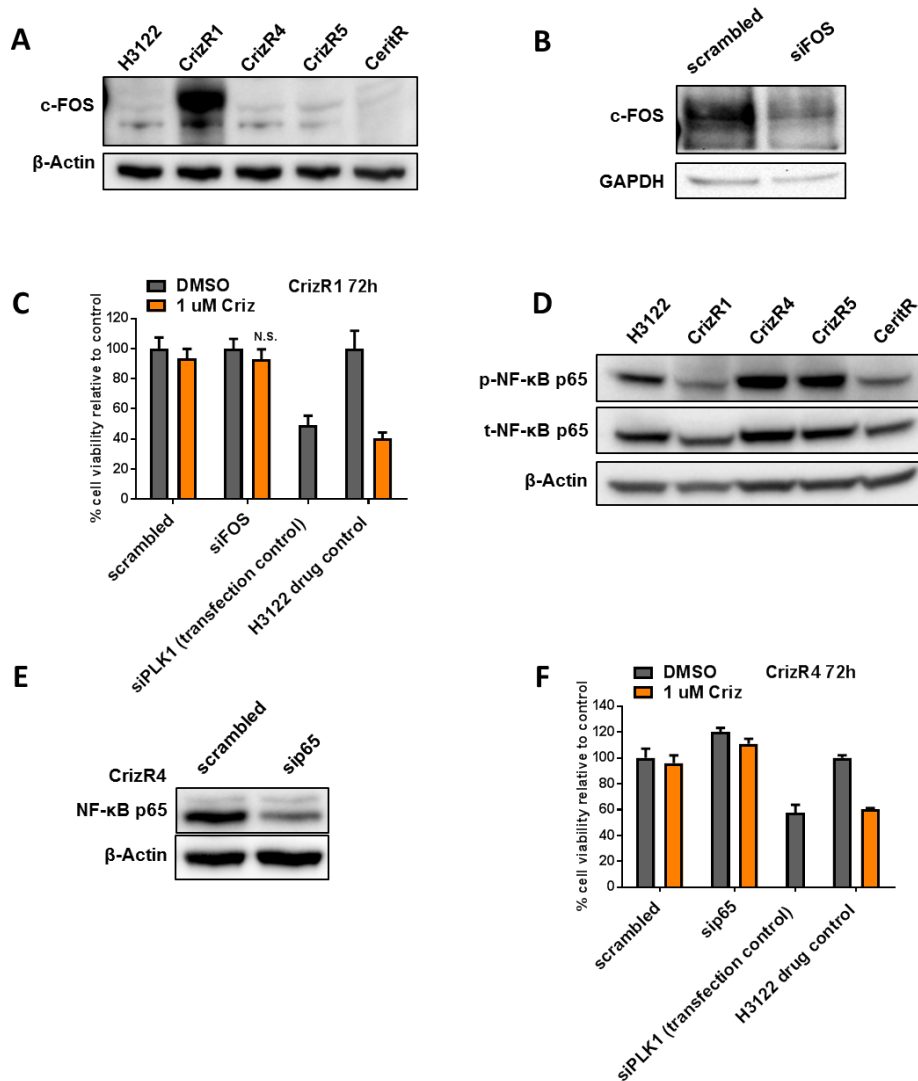 A
H3122
CrizR1
CrizR4
CrizR5
CeritR
c-FOS
β-Actin
B
scrambled
siFOS
c-FOS
GAPDH
C
DMSO
1 uM Criz
CrizR1 72h
% cell viability relative to control
120
100
80
60
40
20
0
N.S.
scrambled
siFOS
siPLK1 (transfection control)
H3122 drug control
D
H3122
CrizR1
CrizR4
CrizR5
CeritR
p-NF-κB p65
t-NF-κB p65
β-Actin
E
scrambled
sip65
CrizR4
NF-κB p65
β-Actin
F
DMSO
1 uM Criz
CrizR4 72h
% cell viability relative to control
140
120
100
80
60
40
20
0
scrambled
sip65
siPLK1 (transfection control)
H3122 drug control